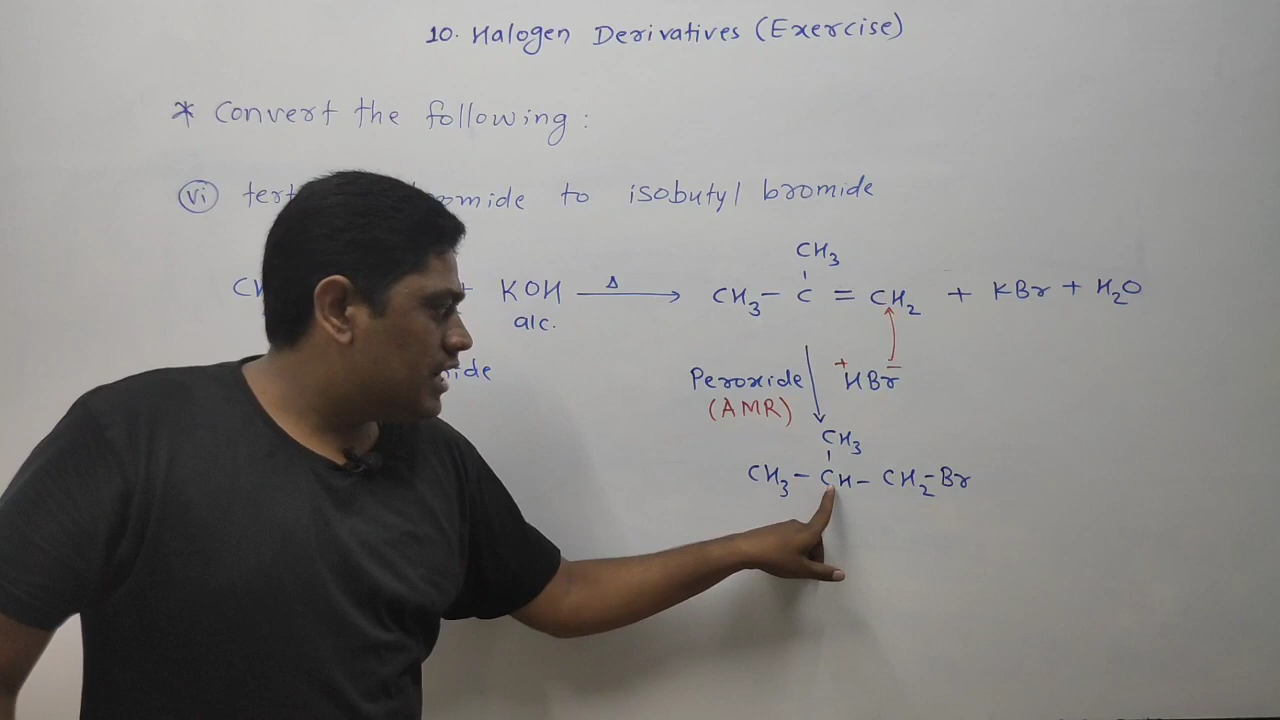 10. Halogen Derivatives (Exercise)
* Convert the following:
(vi) tert omide to isobutyl bromide
CH3
CH + KOH Δ → CH3 - C = CH2 + KBr + H2O
alc.
ide
Peroxide + HBr -
(AMR)
CH3
CH3 - CH - CH2 - Br